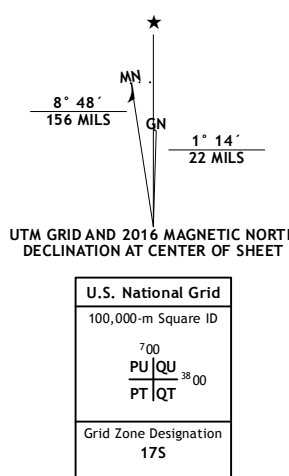 MN
8° 48´
156 MILS
GN
1° 14´
22 MILS
UTM GRID AND 2016 MAGNETIC NORTH
DECLINATION AT CENTER OF SHEET
U.S. National Grid
100,000-m Square ID
700
PU QU
3800
PT QT
Grid Zone Designation
17S